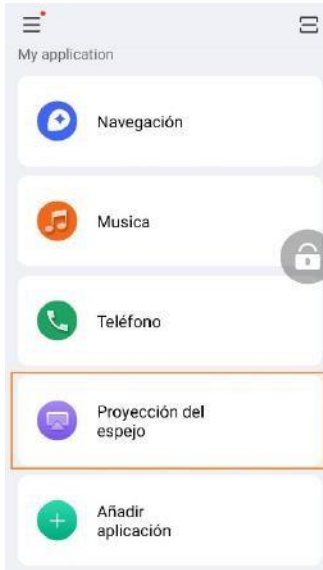 My application
Navegación
Musica
Teléfono
Proyección del
espejo
Añadir
aplicación